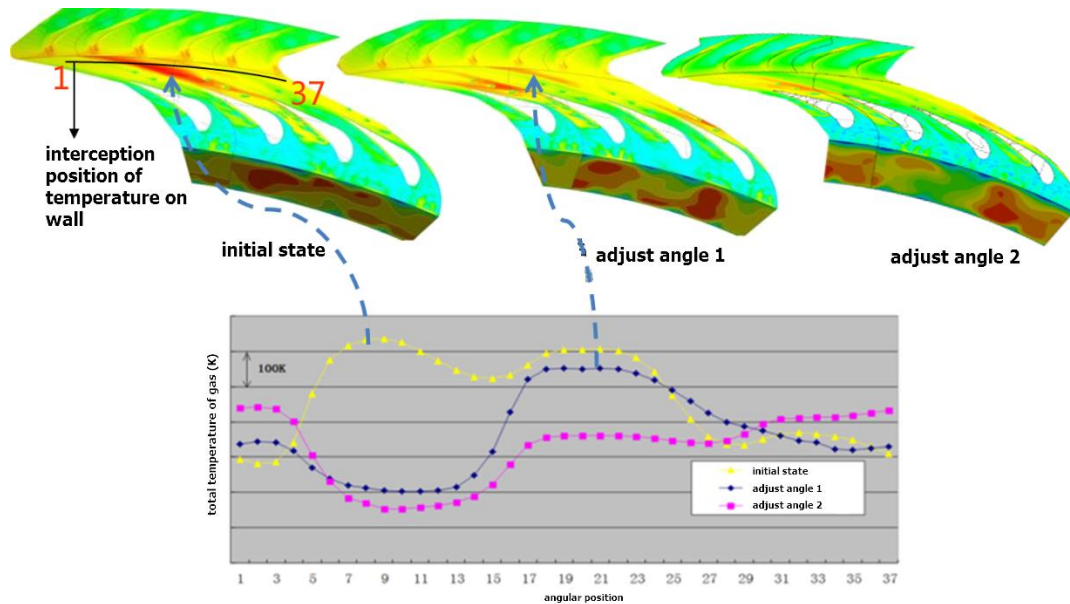 1
37
interception
position of
temperature on
wall
initial state
adjust angle 1
adjust angle 2
total temperature of gas (K)
100K
initial state
adjust angle 1
adjust angle 2
1 3 5 7 9 11 13 15 17 19 21 23 25 27 29 31 33 35 37
angular position